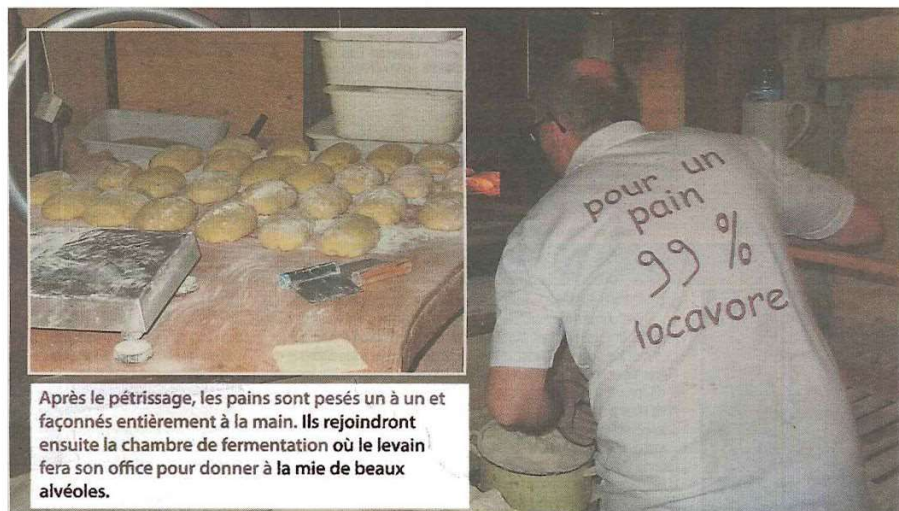 pour un
pain
99 %
locavore
Après le pétrissage, les pains sont pesés un à un et
façonnés entièrement à la main. Ils rejoindront
ensuite la chambre de fermentation où le levain
fera son office pour donner à la mie de beaux
alvéoles.